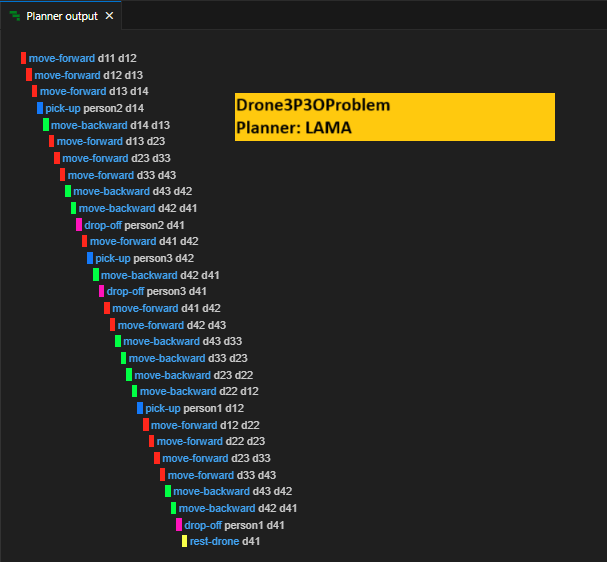 Planner output
move-forward d11 d12
move-forward d12 d13
move-forward d13 d14
pick-up person2 d14
move-backward d14 d13
move-forward d13 d23
move-forward d23 d33
move-forward d33 d43
move-backward d43 d42
move-backward d42 d41
drop-off person2 d41
move-forward d41 d42
pick-up person3 d42
move-backward d42 d41
drop-off person3 d41
move-forward d41 d42
move-forward d42 d43
move-backward d43 d33
move-backward d33 d23
move-backward d23 d22
move-backward d22 d12
pick-up person1 d12
move-forward d12 d22
move-forward d22 d23
move-forward d23 d33
move-forward d33 d43
move-backward d43 d42
move-backward d42 d41
drop-off person1 d41
rest-drone d41
Drone3P3OProblem
Planner: LAMA